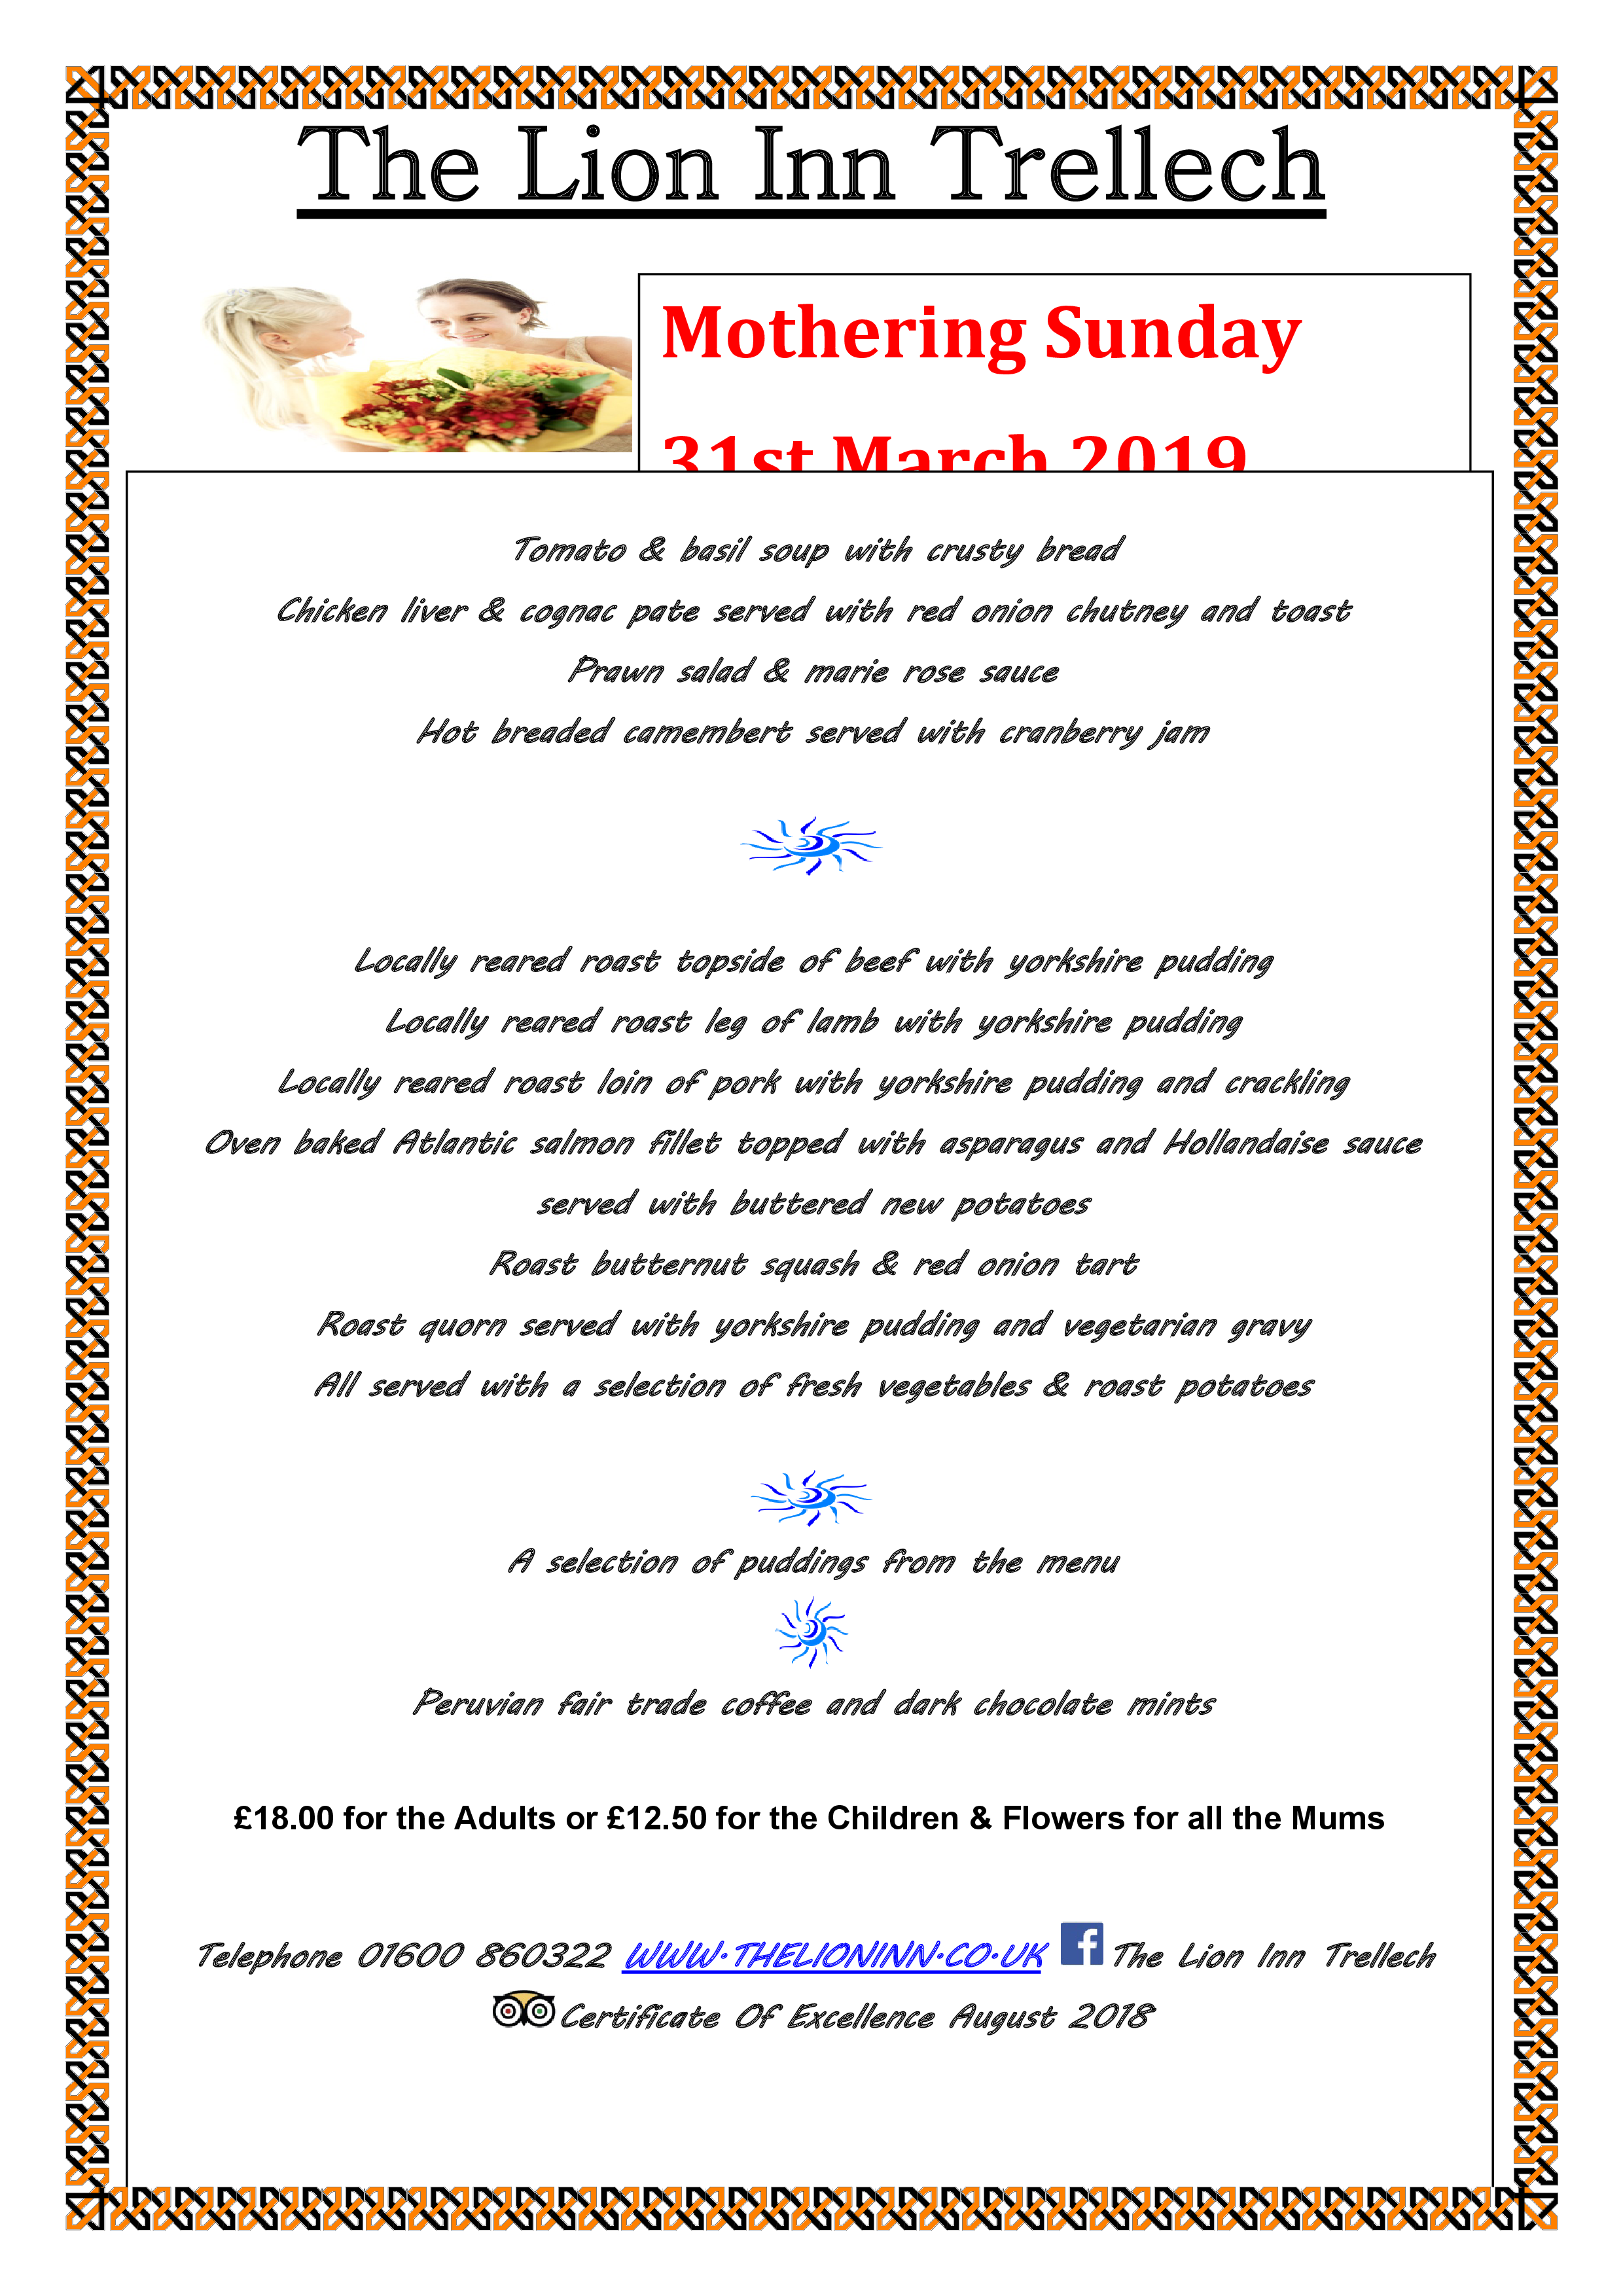 The Lion Inn Trellech
Mothering Sunday
31st March 2019
Tomato & basil soup with crusty bread
Chicken liver & cognac pate served with red onion chutney and toast
Prawn salad & marie rose sauce
Hot breaded camembert served with cranberry jam
Locally reared roast topside of beef with yorkshire pudding
Locally reared roast leg of lamb with yorkshire pudding
Locally reared roast loin of pork with yorkshire pudding and crackling
Oven baked Atlantic salmon fillet topped with asparagus and Hollandaise sauce
served with buttered new potatoes
Roast butternut squash & red onion tart
Roast quorn served with yorkshire pudding and vegetarian gravy
All served with a selection of fresh vegetables & roast potatoes
A selection of puddings from the menu
Peruvian fair trade coffee and dark chocolate mints
£18.00 for the Adults or £12.50 for the Children & Flowers for all the Mums
Telephone 01600 860322 WWW.THELIONINN.CO.UK f The Lion Inn Trellech
Certificate Of Excellence August 2018